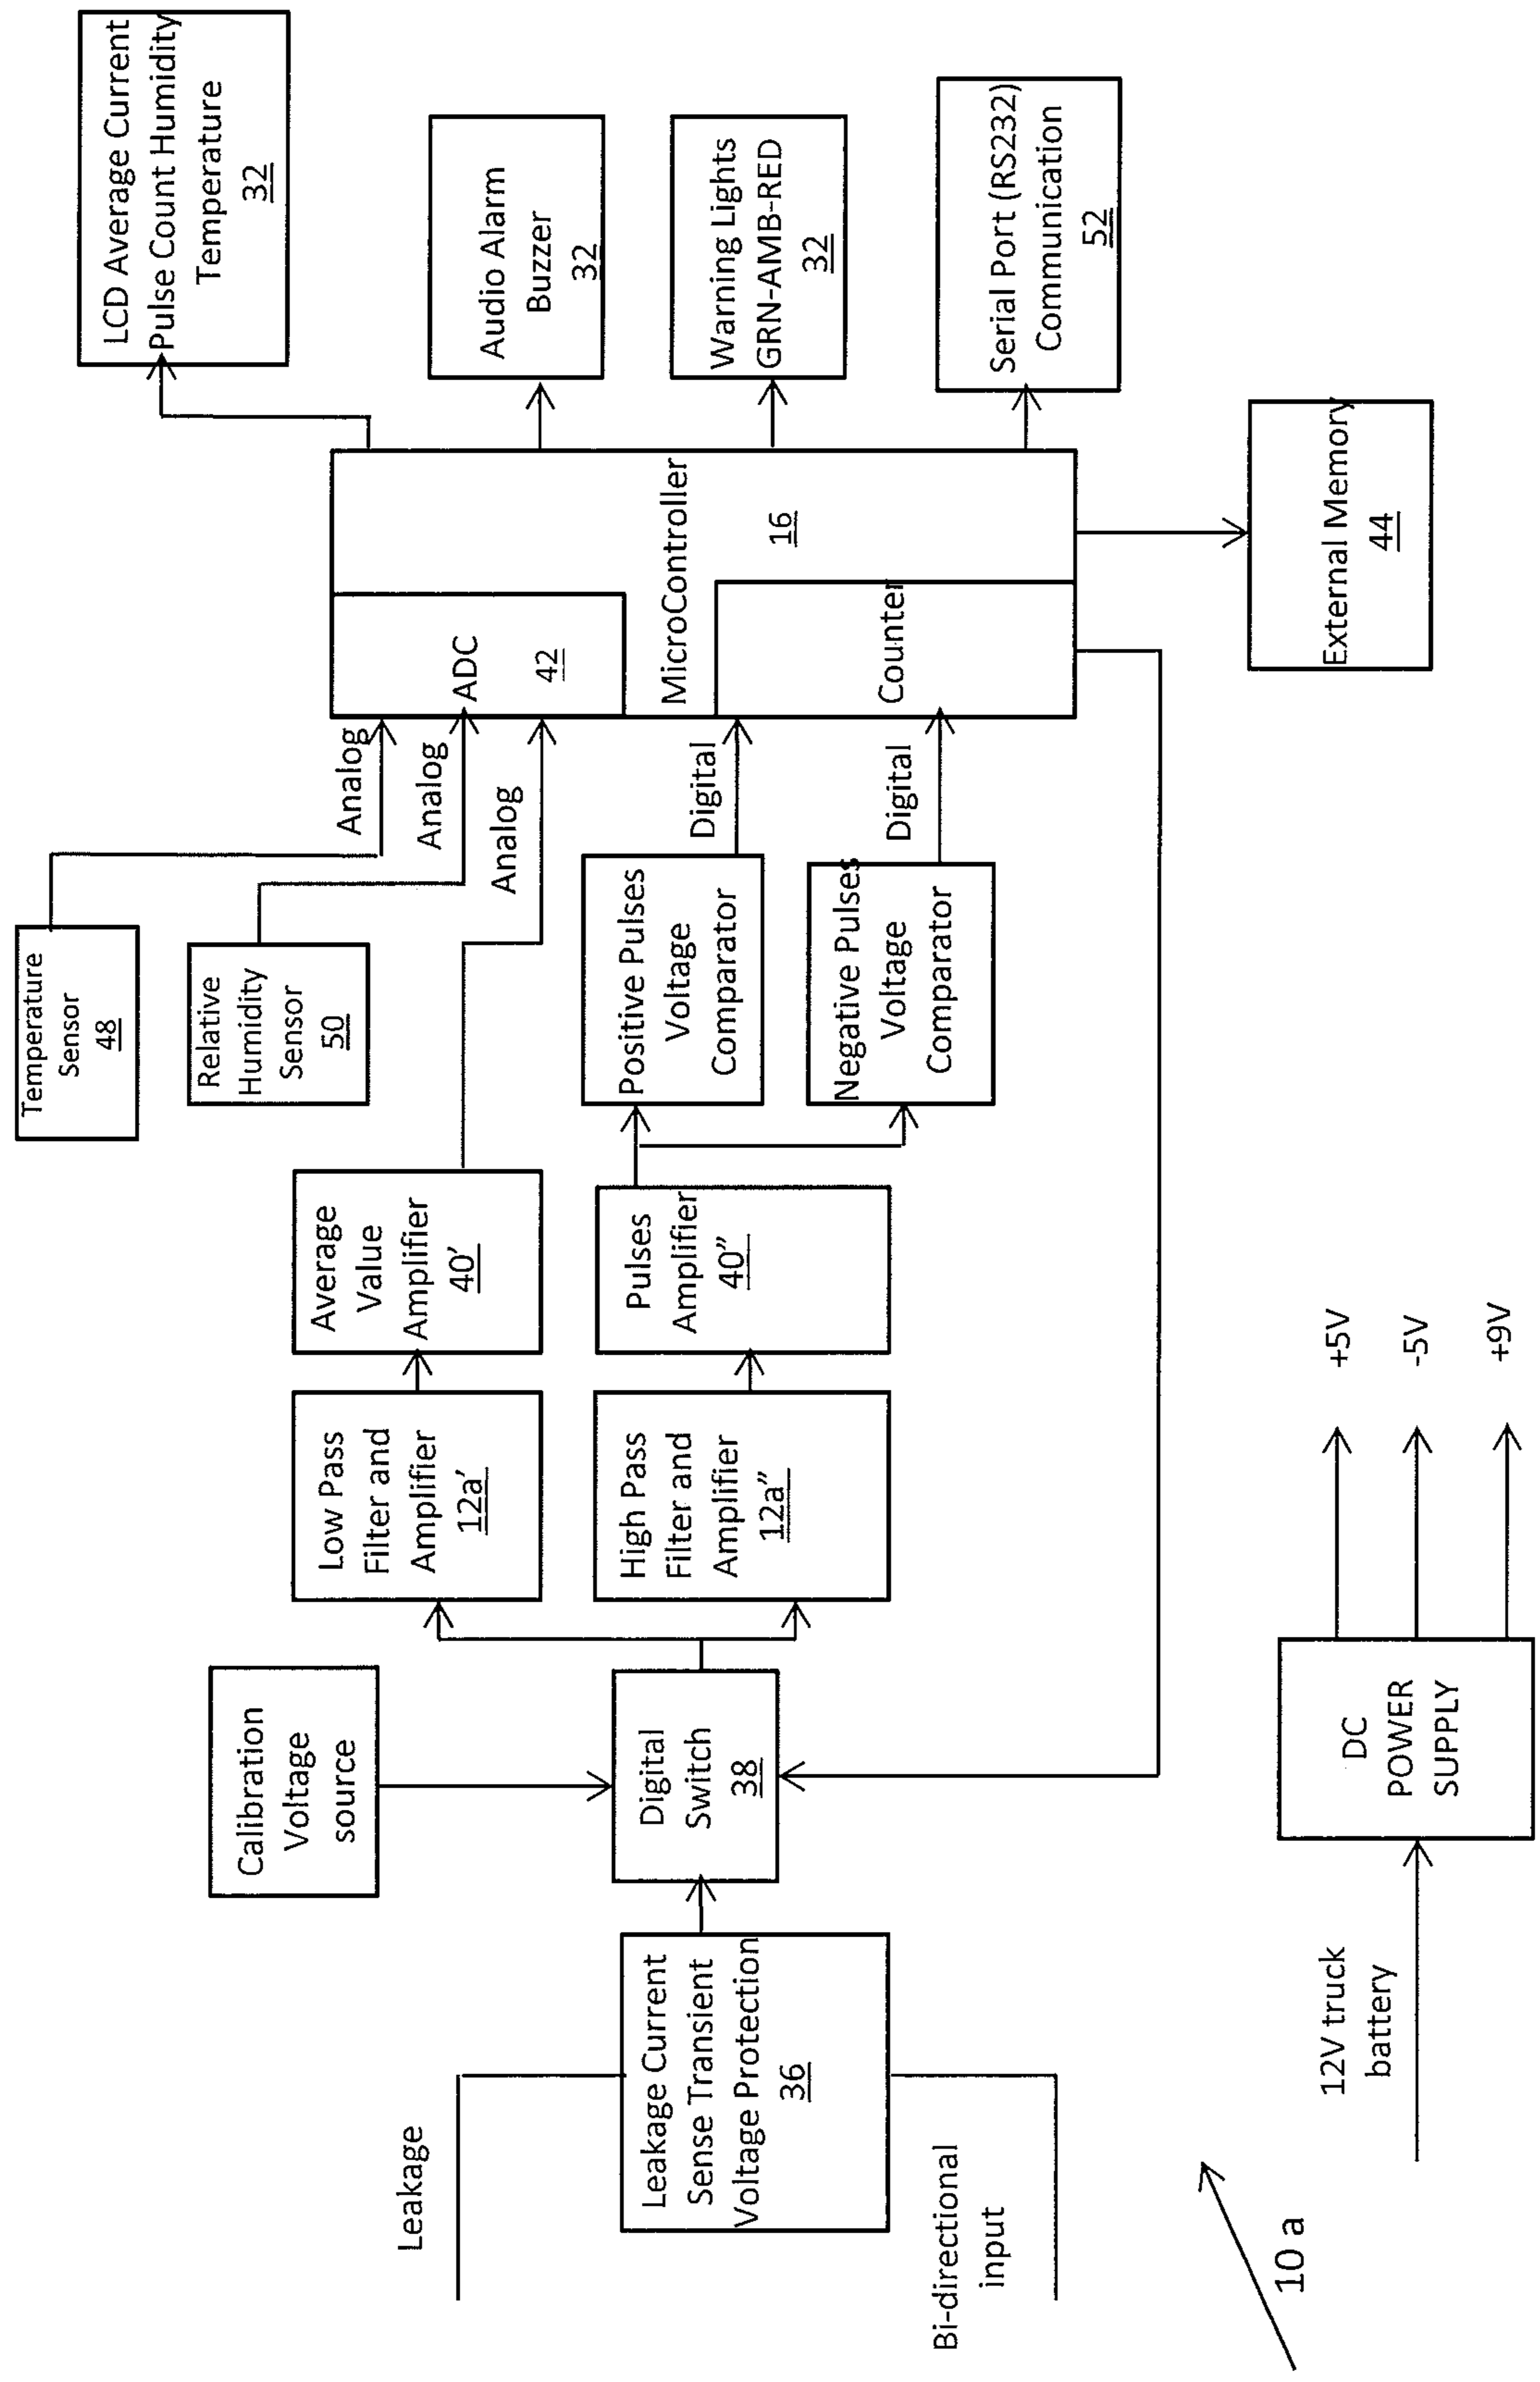 Leakage
Bi-directional
input
Leakage Current
Sense Transient
Voltage Protection
36
Calibration
Voltage
source
Digital
Switch
38
Low Pass
Filter and
Amplifier
12a'
High Pass
Filter and
Amplifier
12a"
Average
Value
Amplifier
40'
Pulses
Amplifier
40"
Temperature
Sensor
48
Relative
Humidity
Sensor
50
Positive Pulses
Voltage
Comparator
Negative Pulses
Voltage
Comparator
Analog
Analog
Analog
Digital
Digital
ADC
42
MicroController
16
Counter
LCD Average Current
Pulse Count Humidity
Temperature
32
Audio Alarm
Buzzer
32
Warning Lights
GRN-AMB-RED
32
Serial Port (RS232)
Communication
52
External Memory
44
10 a
12V truck
battery
DC
POWER
SUPPLY
+5V
-5V
+9V